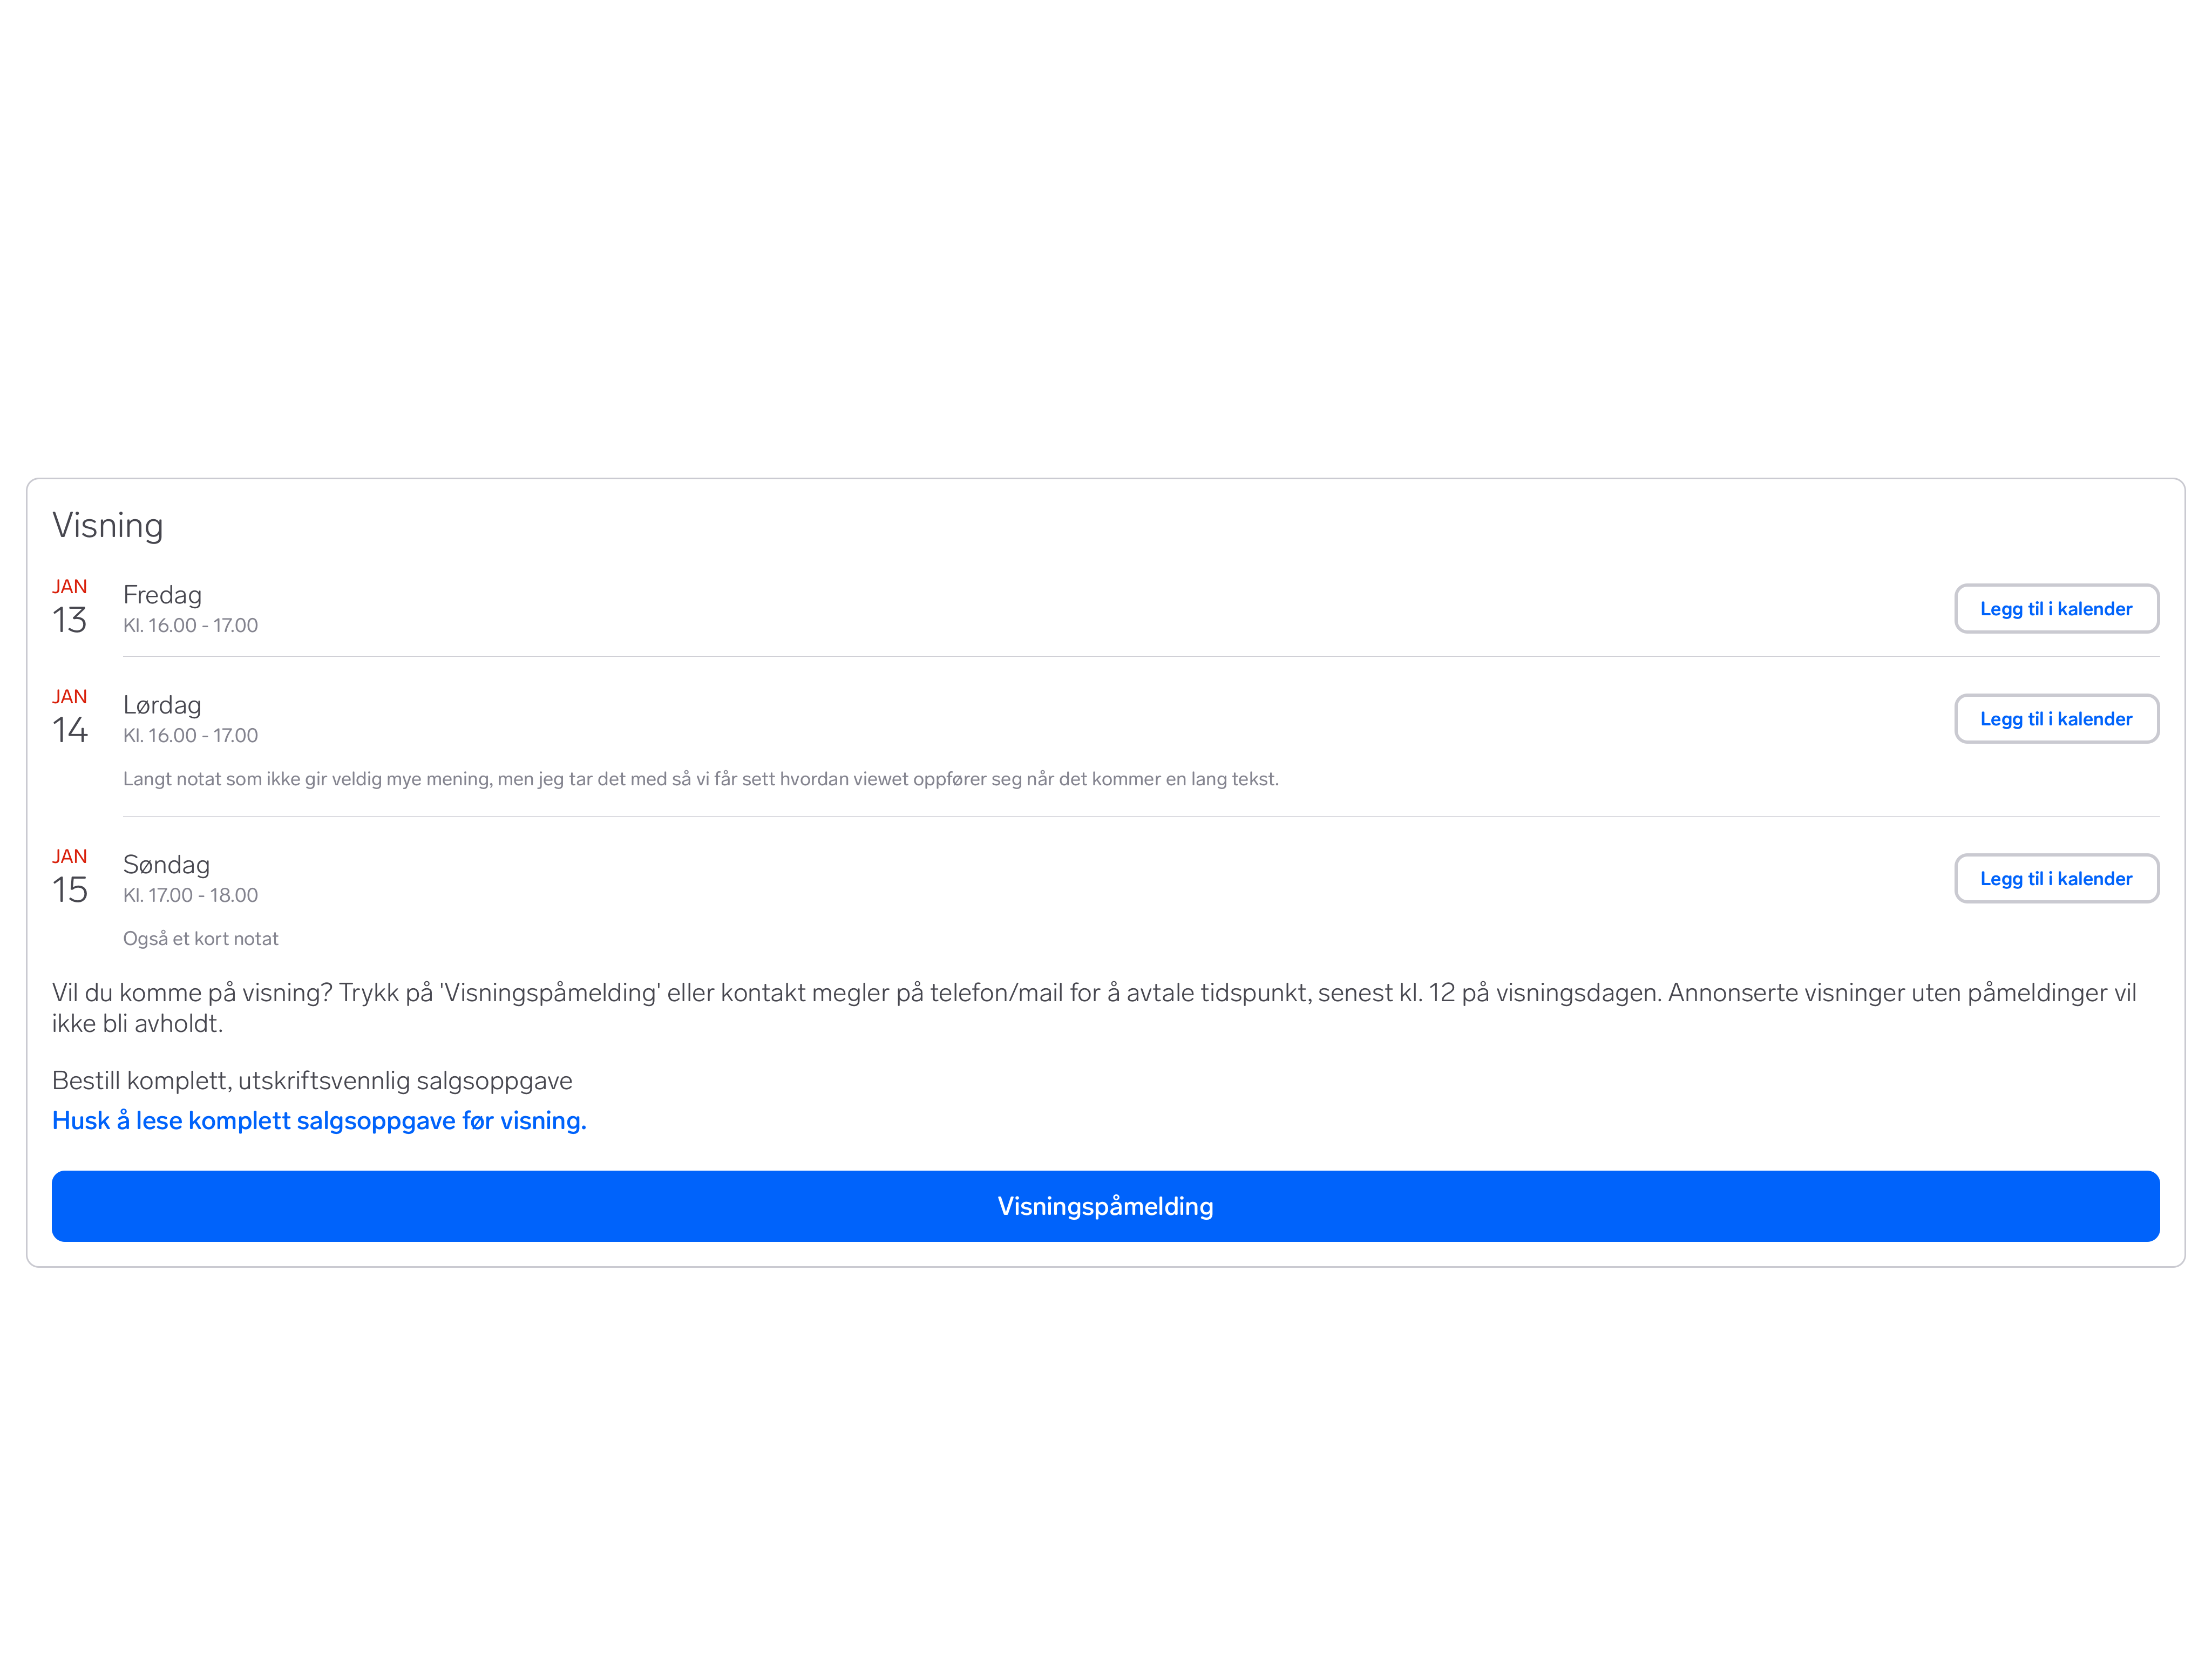 Visning
JAN
13
Fredag
Kl. 16.00 - 17.00
Legg til i kalender
JAN
14
Lørdag
Kl. 16.00 - 17.00
Legg til i kalender
Langt notat som ikke gir veldig mye mening, men jeg tar det med så vi får sett hvordan viewet oppfører seg når det kommer en lang tekst.
JAN
15
Søndag
Kl. 17.00 - 18.00
Legg til i kalender
Også et kort notat
Vil du komme på visning? Trykk på 'Visningspåmelding' eller kontakt megler på telefon/mail for å avtale tidspunkt, senest kl. 12 på visningsdagen. Annonserte visninger uten påmeldinger vil
ikke bli avholdt.
Bestill komplett, utskriftsvennlig salgsoppgave
Husk å lese komplett salgsoppgave før visning.
Visningspåmelding